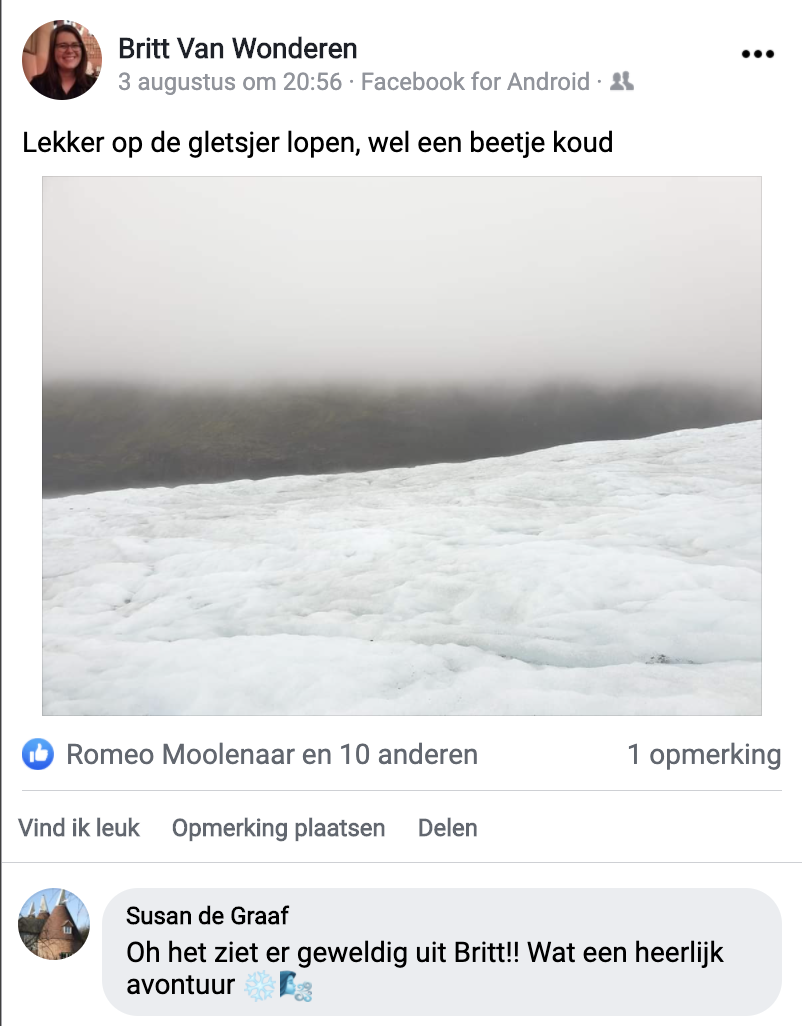 Britt Van Wonderen
3 augustus om 20:56 · Facebook for Android ·
Lekker op de gletsjer lopen, wel een beetje koud
Romeo Moolenaar en 10 anderen
1 opmerking
Vind ik leuk
Opmerking plaatsen
Delen
Susan de Graaf
Oh het ziet er geweldig uit Britt!! Wat een heerlijk
avontuur ❄️🌬️